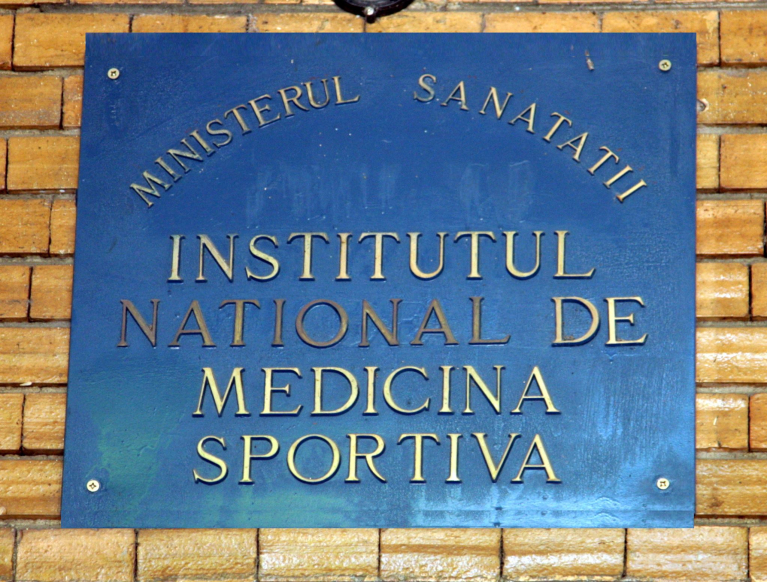 MINISTERUL SANATATII
INSTITUTUL
NATIONAL DE
MEDICINA
SPORTIVA